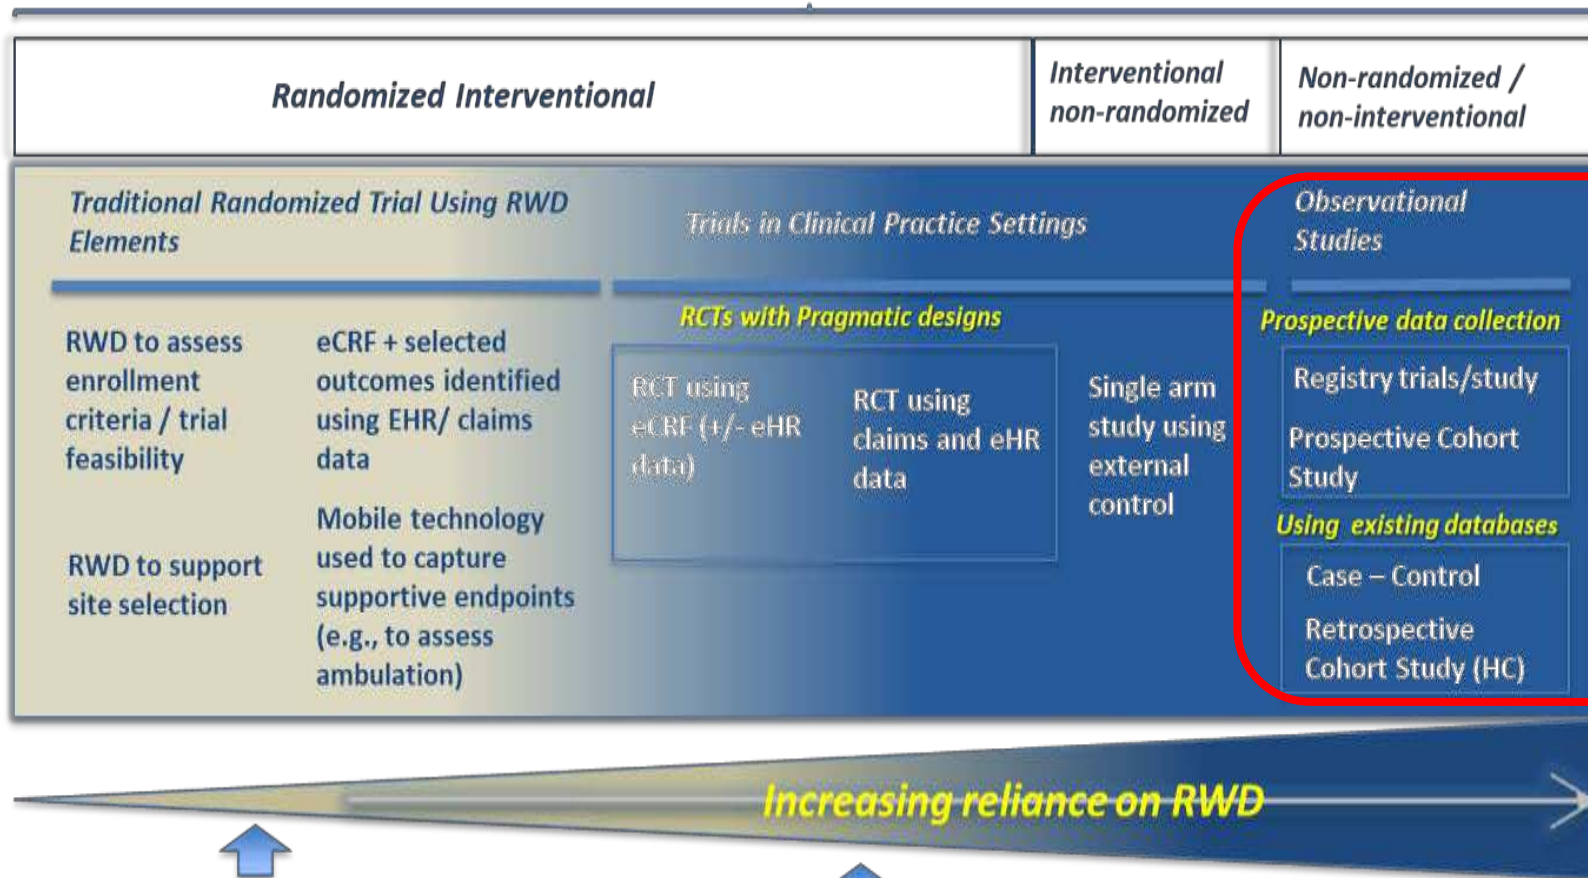 Randomized Interventional
Interventional
non-randomized
Non-randomized /
non-interventional
Traditional Randomized Trial Using RWD
Elements
Trials in Clinical Practice Settings
Observational
Studies
RWD to assess
enrollment
criteria / trial
feasibility
RWD to support
site selection
eCRF + selected
outcomes identified
using EHR/ claims
data
Mobile technology
used to capture
supportive endpoints
(e.g., to assess
ambulation)
RCTs with Pragmatic designs
RCT using
eCRF (+/- eHR
data)
RCT using
claims and eHR
data
Single arm
study using
external
control
Prospective data collection
Registry trials/study
Prospective Cohort
Study
Using existing databases
Case – Control
Retrospective
Cohort Study (HC)
Increasing reliance on RWD